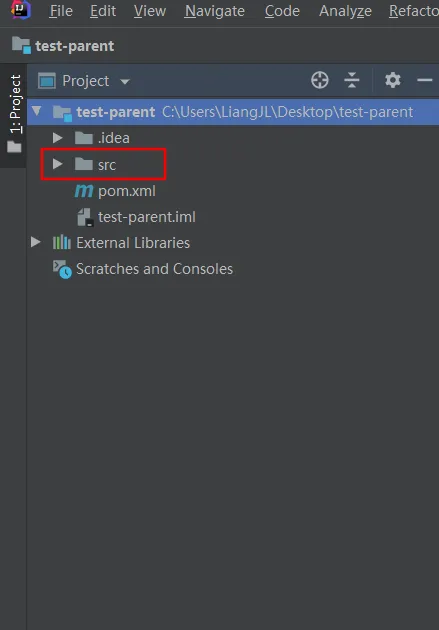 IJ File Edit View Navigate Code Analyze Refacto
test-parent
1: Project
Project
test-parent C:\Users\LiangJL\Desktop\test-parent
.idea
src
m pom.xml
test-parent.iml
External Libraries
Scratches and Consoles